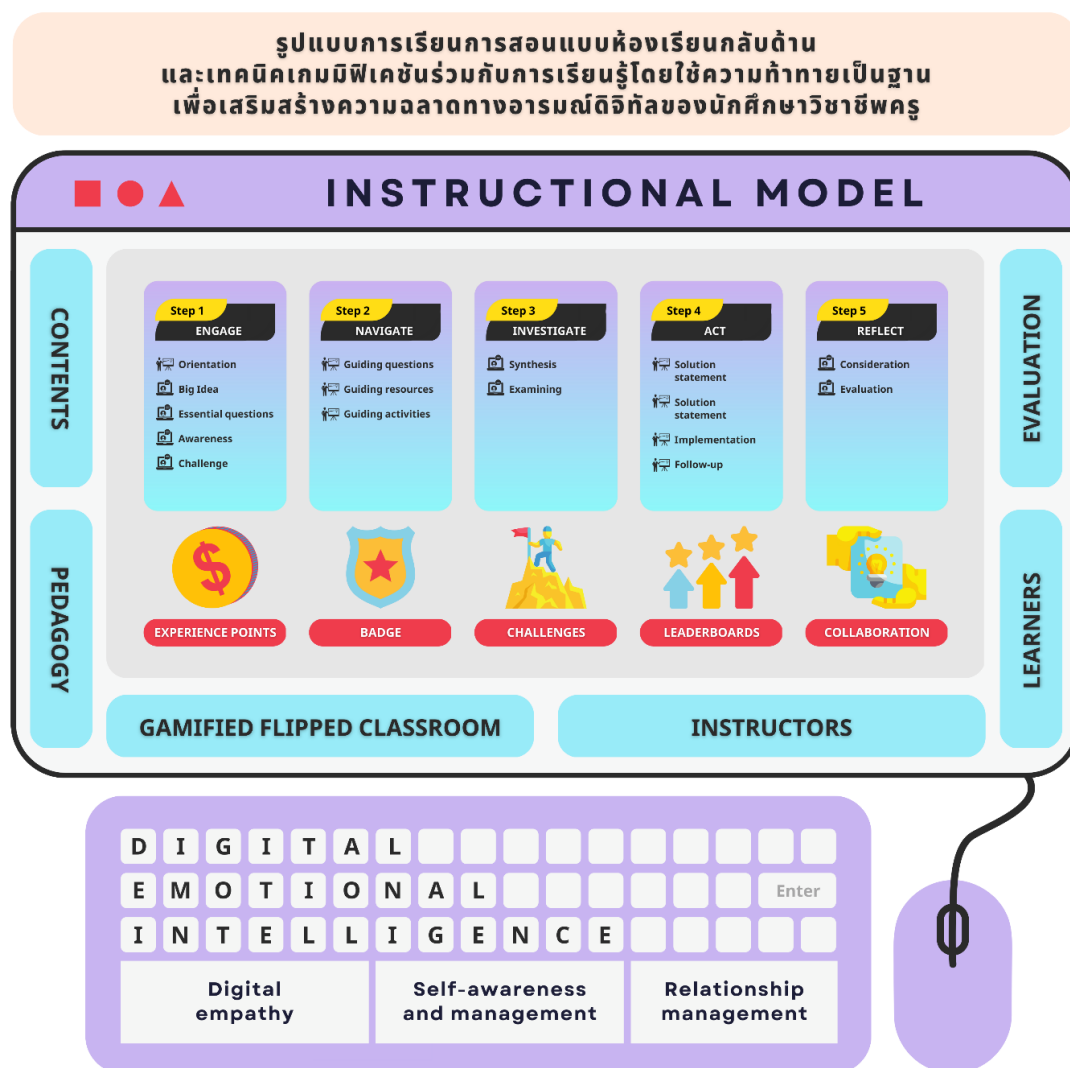 รูปแบบการเรียนการสอนแบบห้องเรียนกลับด้าน
และเทคนิคเกมมิฟิเคชันร่วมกับการเรียนรู้โดยใช้ความท้าทายเป็นฐาน
เพื่อเสริมสร้างความฉลาดทางอารมณ์ดิจิทัลของนักศึกษาวิชาชีพครู
INSTRUCTIONAL MODEL
CONTENTS
PEDAGOGY
Step 1
ENGAGE
Orientation
Big Idea
Essential questions
Awareness
Challenge
Step 2
NAVIGATE
Guiding questions
Guiding resources
Guiding activities
Step 3
INVESTIGATE
Synthesis
Examining
Step 4
ACT
Solution
statement
Solution
statement
Implementation
Follow-up
Step 5
REFLECT
Consideration
Evaluation
EXPERIENCE POINTS
BADGE
CHALLENGES
LEADERBOARDS
COLLABORATION
EVALUATION
LEARNERS
GAMIFIED FLIPPED CLASSROOM
INSTRUCTORS
DIGITAL
EMOTIONAL
Enter
INTELLIGENCE
Digital
empathy
Self-awareness
and management
Relationship
management